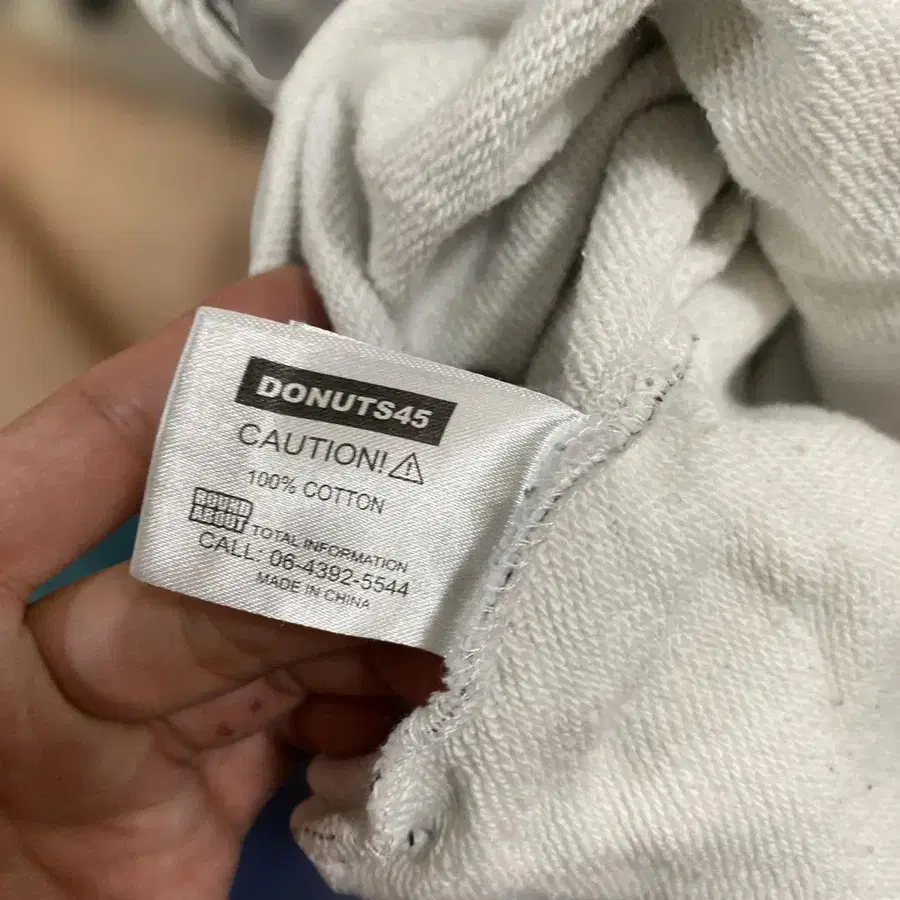 DONUTS45
CAUTION!
100% COTTON
ROUND
ABOUT
TOTAL INFORMATION
CALL: 06-4392-5544
MADE IN CHINA